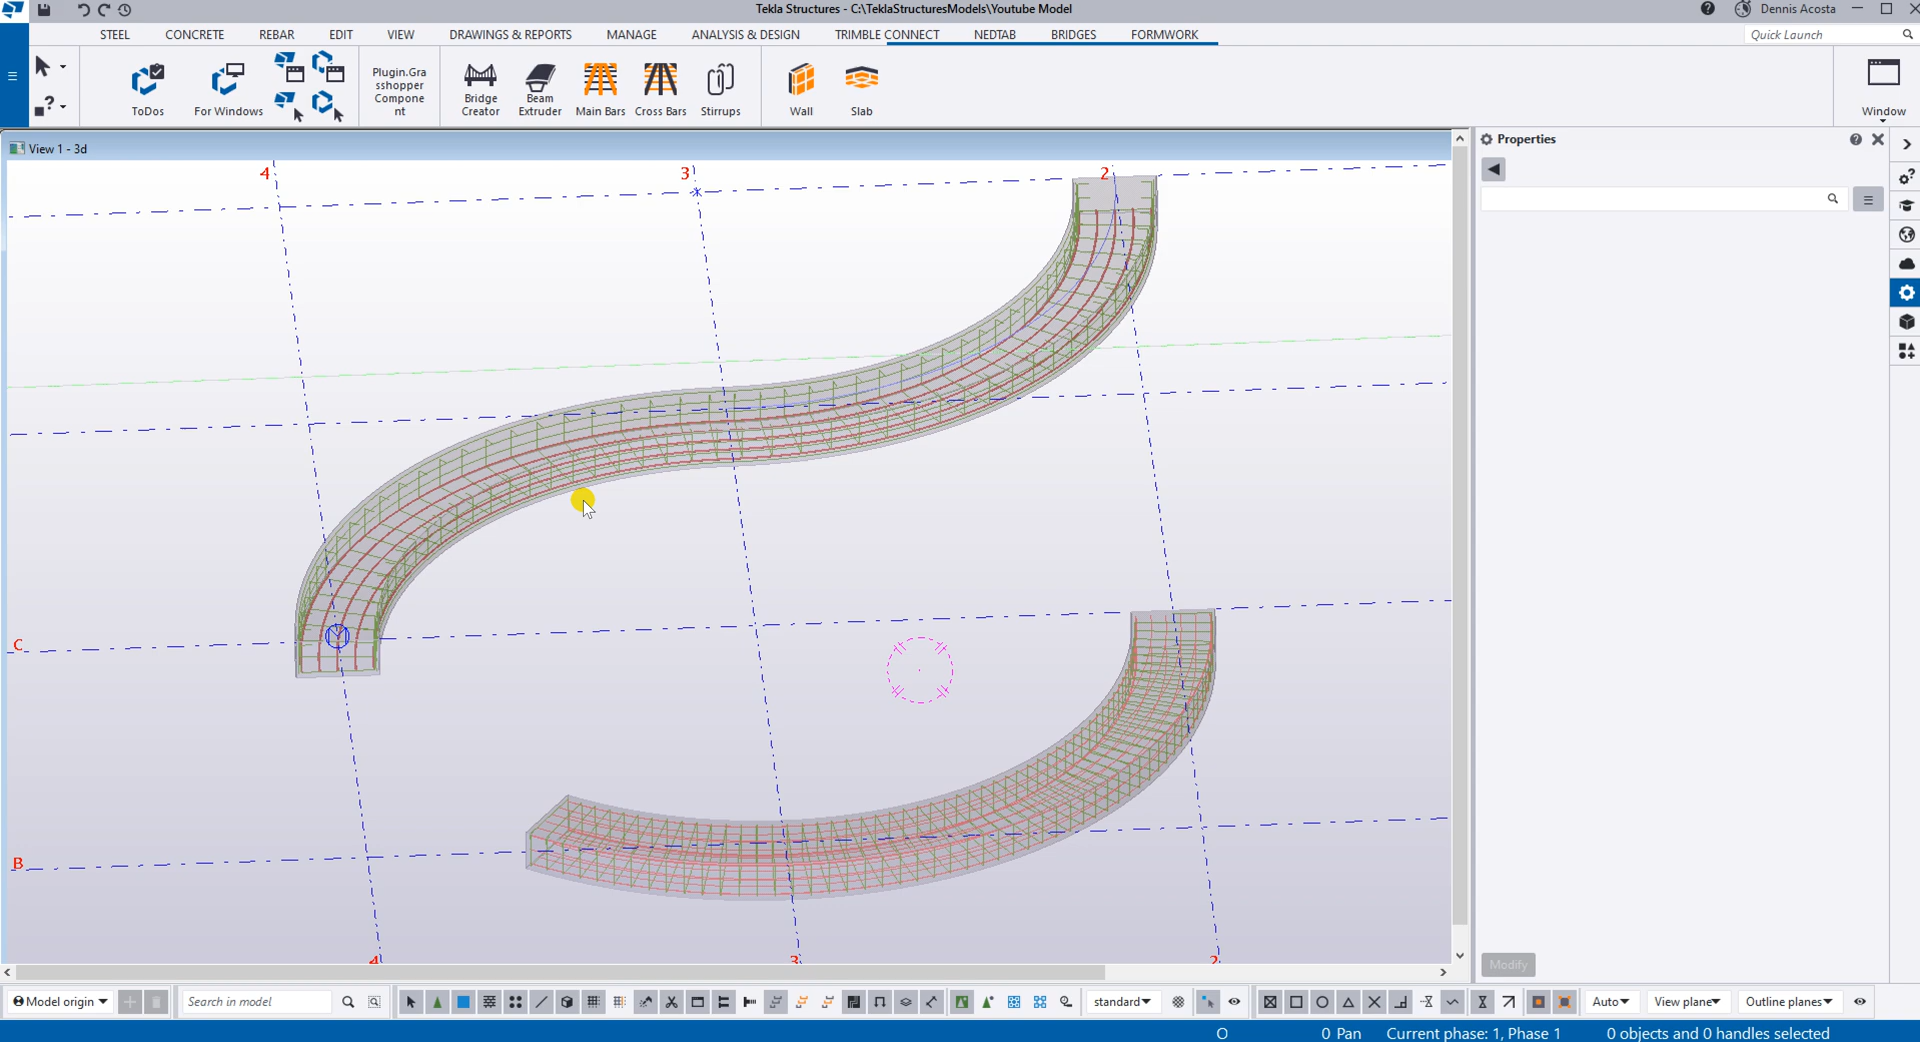 Tekla Structures - C:\TeklaStructuresModels\Youtube Model
Dennis Acosta
STEEL CONCRETE REBAR EDIT VIEW DRAWINGS & REPORTS MANAGE ANALYSIS & DESIGN TRIMBLE CONNECT NEDTAB BRIDGES FORMWORK
Quick Launch
ToDos
For Windows
Plugin.Gra
sshopper
Compone
nt
Bridge
Creator
Beam
Extruder
Main Bars
Cross Bars
Stirrups
Wall
Slab
Window
View 1 - 3d
Properties
4 3 2
C
B
4 3 2
Modify
Model origin
Search in model
standard
Auto
View plane
Outline planes
O 0 Pan Current phase: 1, Phase 1 0 objects and 0 handles selected